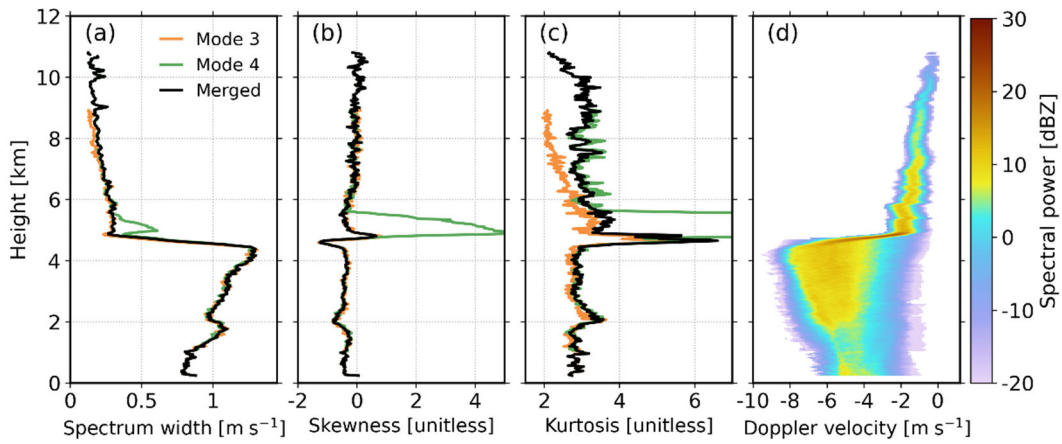 (a)
(b)
(c)
(d)
Mode 3
Mode 4
Merged
Height [km]
12
10
8
6
4
2
0
0 0.5 1
Spectrum width [m s⁻¹]
-2 0 2 4
Skewness [unitless]
2 4 6
Kurtosis [unitless]
-10 -8 -6 -4 -2 0
Doppler velocity [m s⁻¹]
30
20
10
0
-10
-20
Spectral power [dBZ]